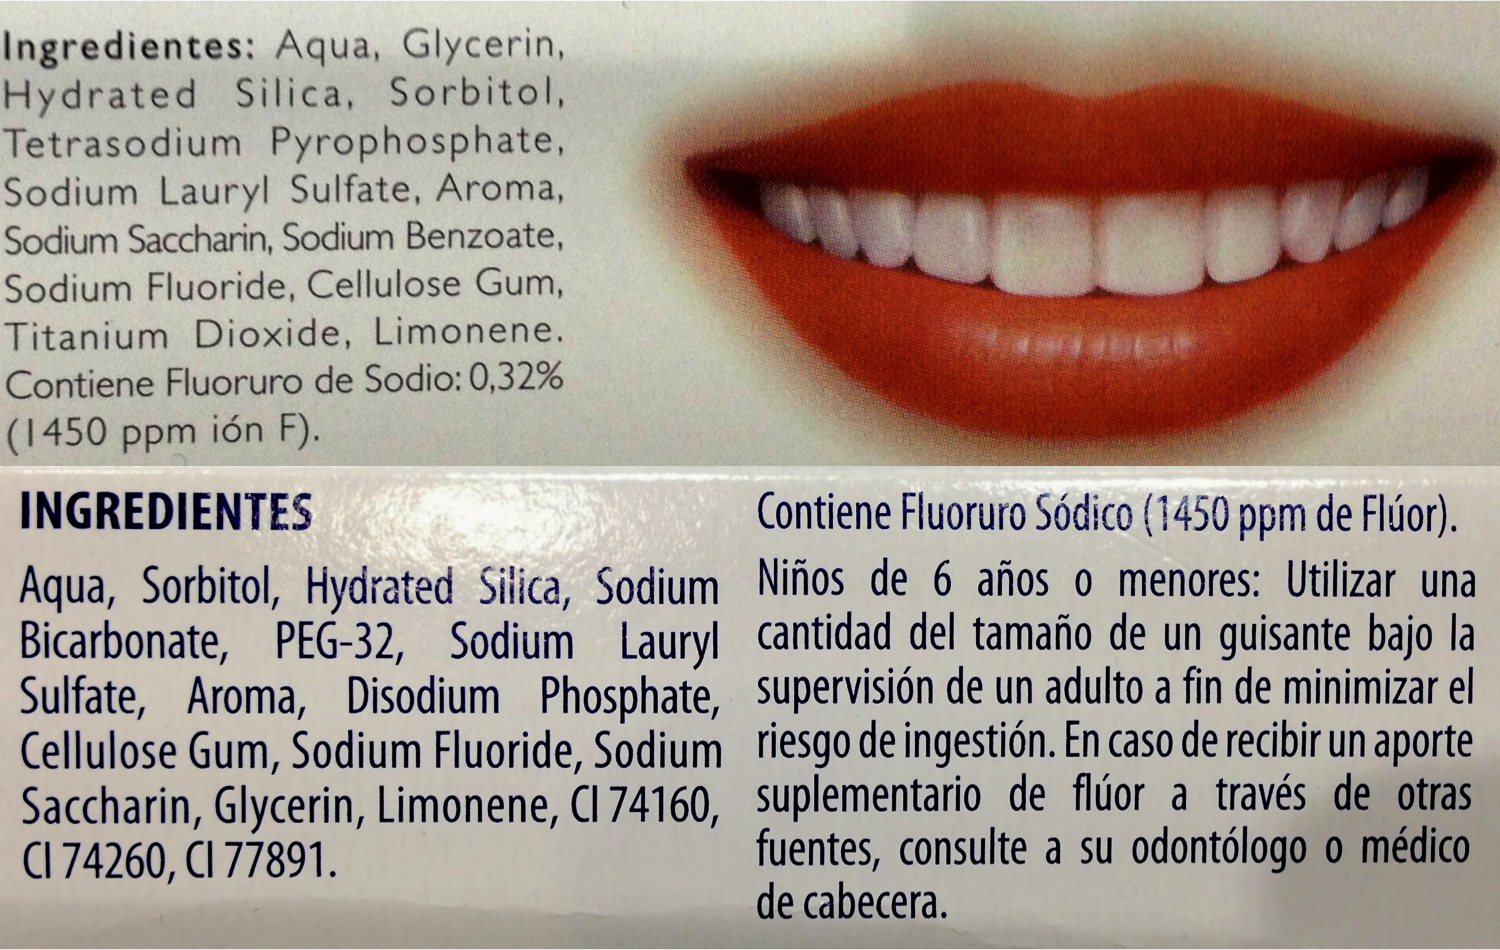 Ingredientes: Aqua, Glycerin,
Hydrated Silica, Sorbitol,
Tetrasodium Pyrophosphate,
Sodium Lauryl Sulfate, Aroma,
Sodium Saccharin, Sodium Benzoate,
Sodium Fluoride, Cellulose Gum,
Titanium Dioxide, Limonene.
Contiene Fluoruro de Sodio: 0,32%
(1450 ppm ión F).
INGREDIENTES
Aqua, Sorbitol, Hydrated Silica, Sodium
Bicarbonate, PEG-32, Sodium Lauryl
Sulfate, Aroma, Disodium Phosphate,
Cellulose Gum, Sodium Fluoride, Sodium
Saccharin, Glycerin, Limonene, CI 74160,
CI 74260, CI 77891.
Contiene Fluoruro Sódico (1450 ppm de Flúor).
Niños de 6 años o menores: Utilizar una
cantidad del tamaño de un guisante bajo la
supervisión de un adulto a fin de minimizar el
riesgo de ingestión. En caso de recibir un aporte
suplementario de flúor a través de otras
fuentes, consulte a su odontólogo o médico
de cabecera.